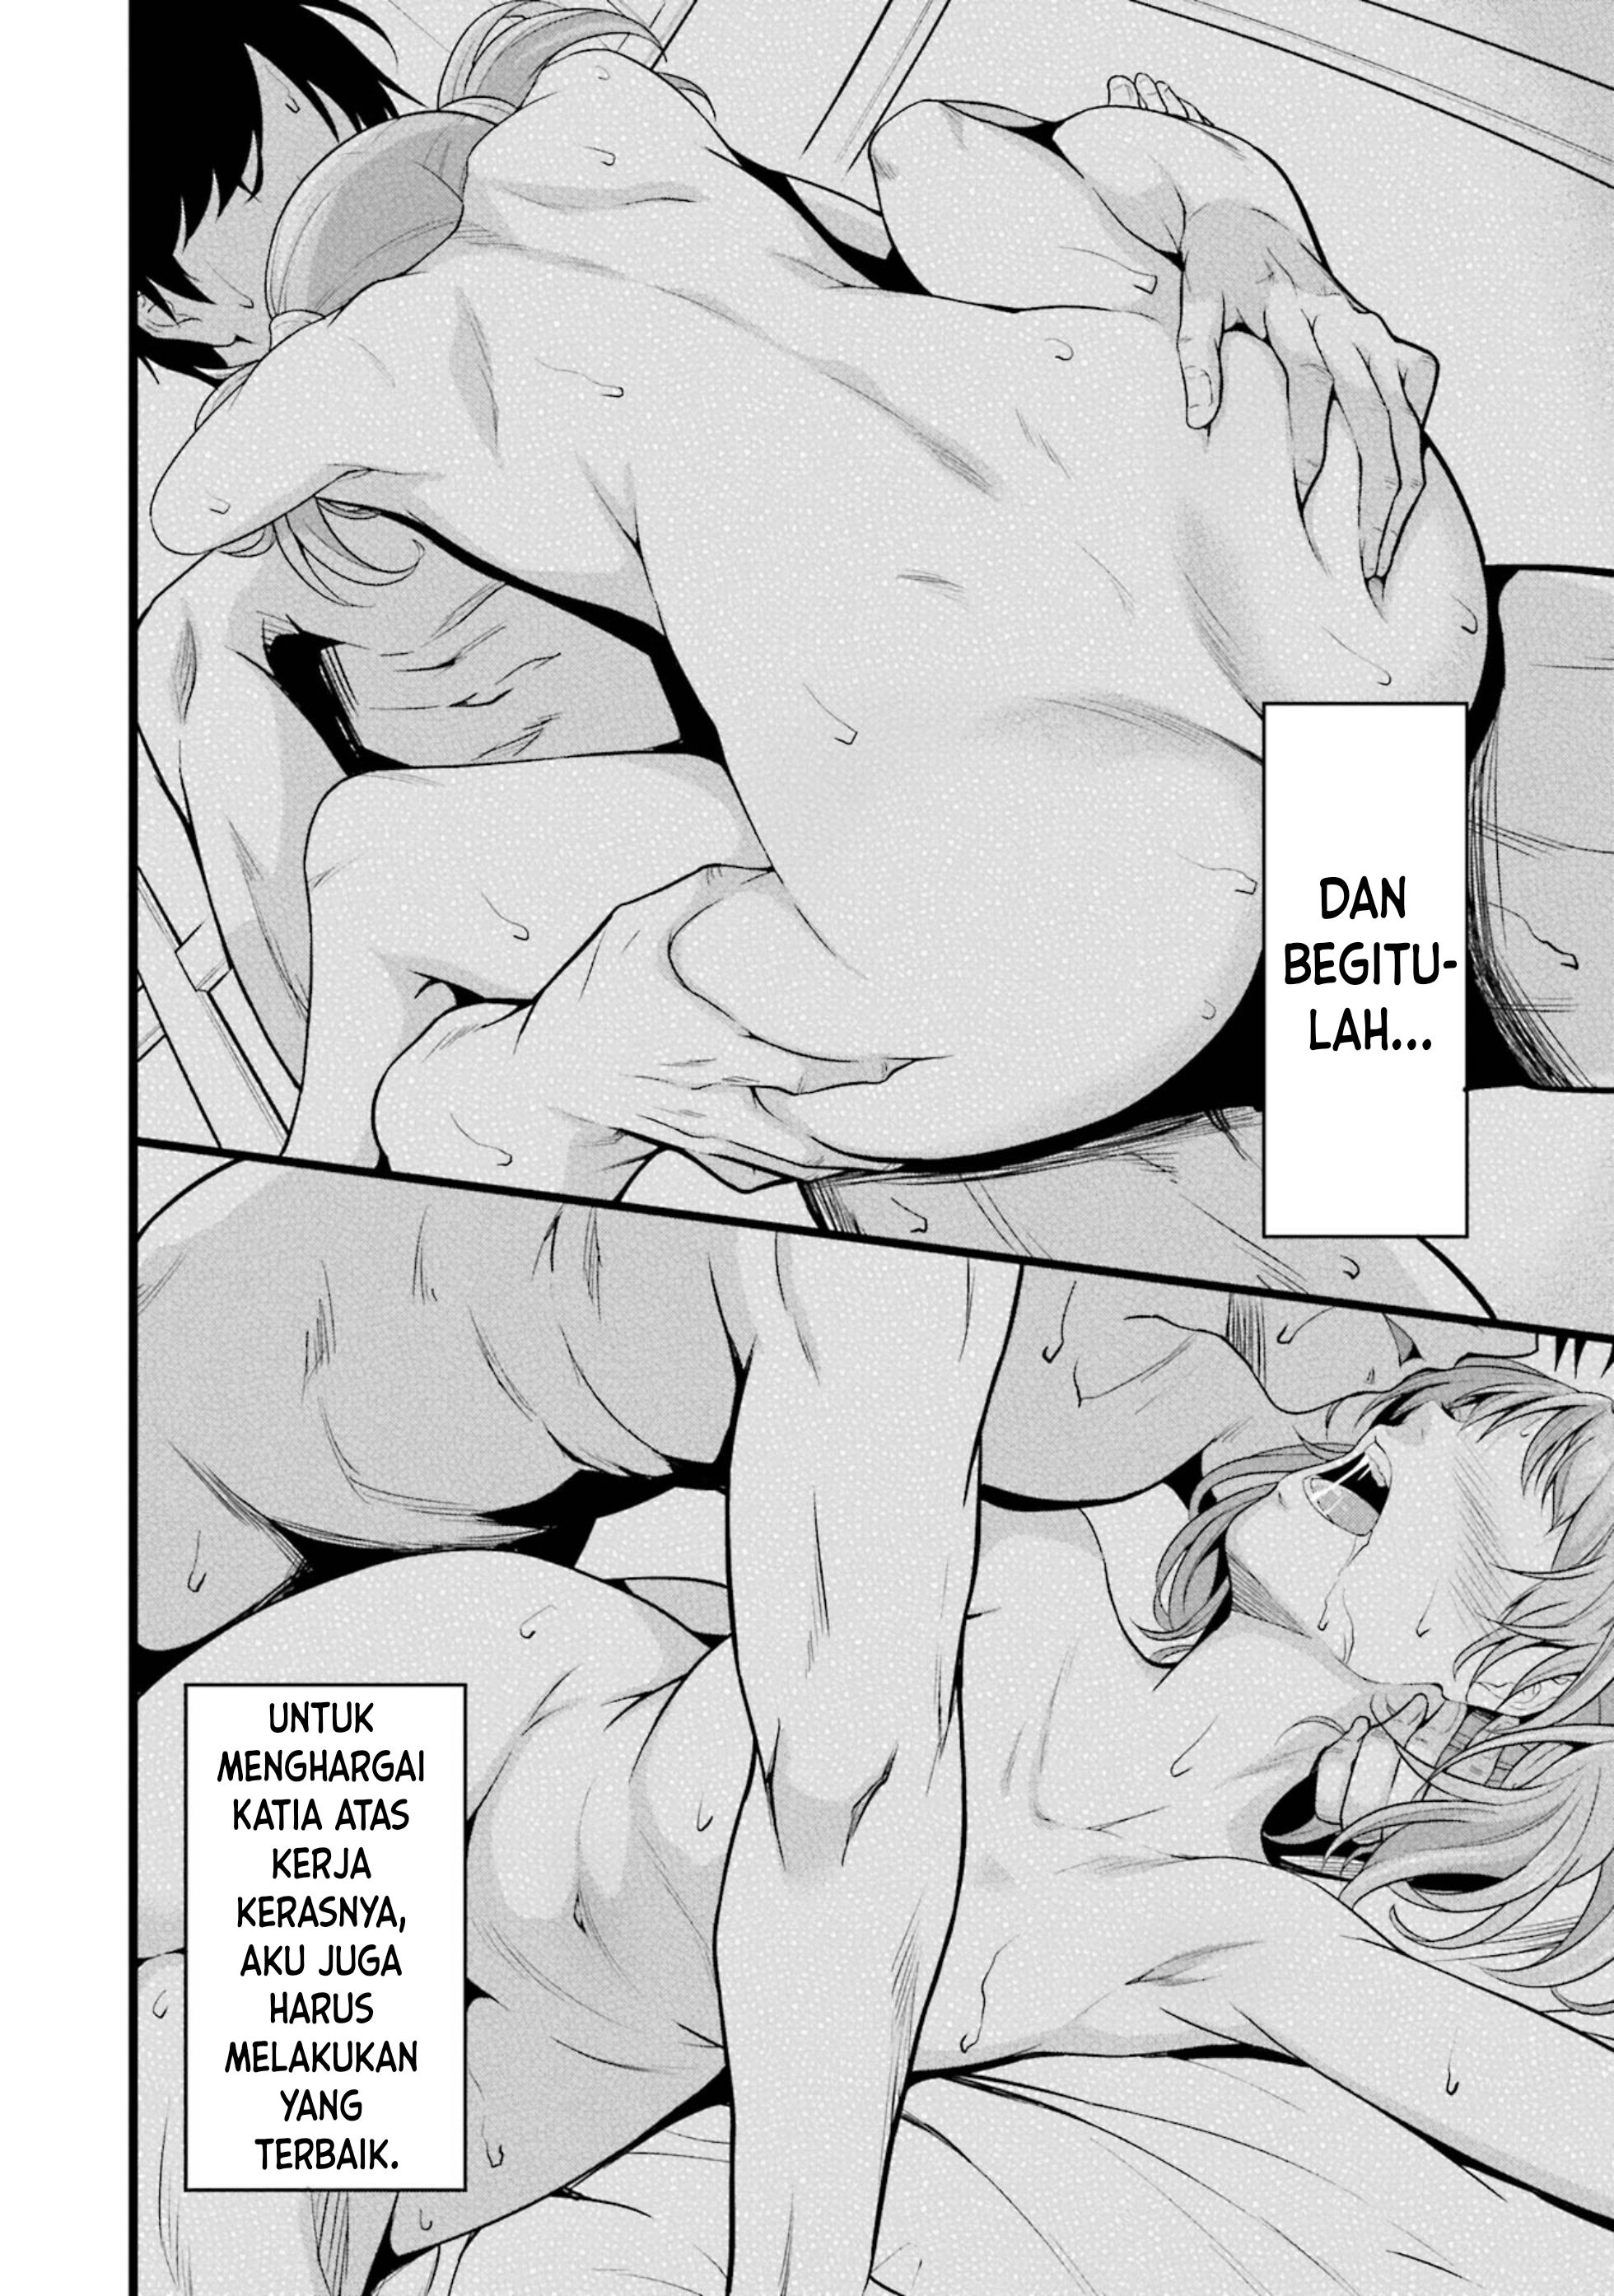 DAN
BEGITU-
LAH...
UNTUK
MENGHARGAI
KATIA ATAS
KERJA
KERASNYA,
AKU JUGA
HARUS
MELAKUKAN
YANG
TERBAIK.